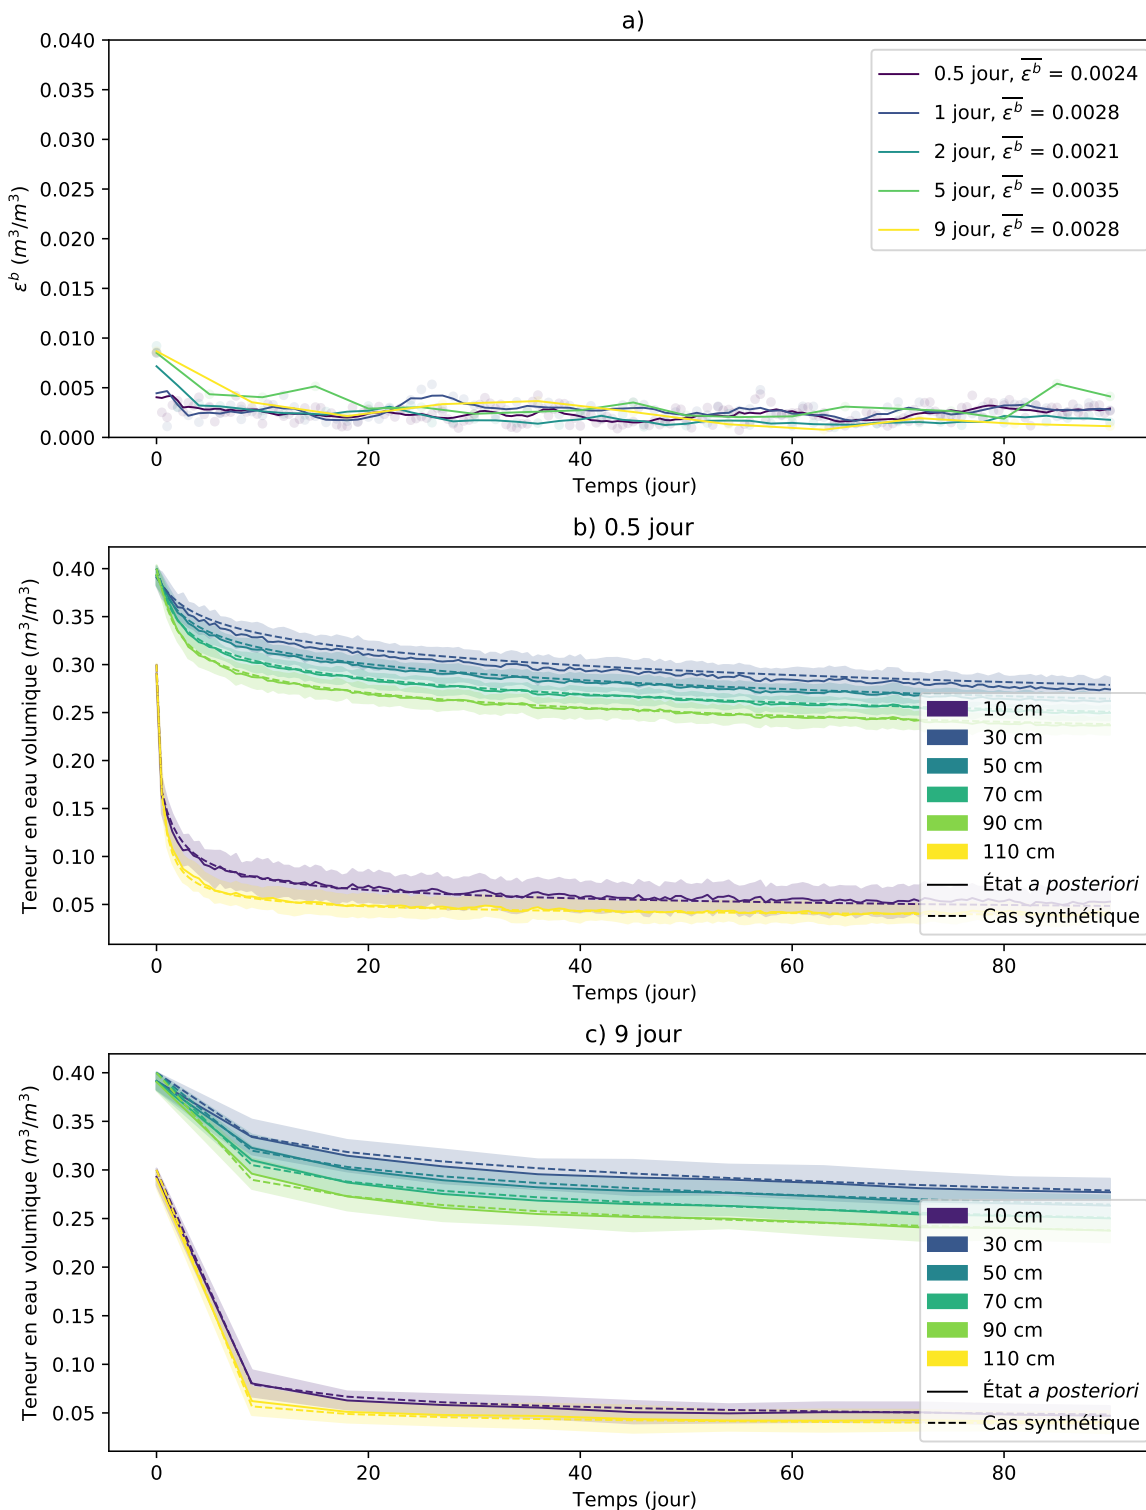 a)
0.040
0.035
0.030
0.025
0.020
0.015
0.010
0.005
0.000
ε^b (m^3/m^3)
0.5 jour, ε^b = 0.0024
1 jour, ε^b = 0.0028
2 jour, ε^b = 0.0021
5 jour, ε^b = 0.0035
9 jour, ε^b = 0.0028
0 20 40 60 80
Temps (jour)
b) 0.5 jour
0.40
0.35
0.30
0.25
0.20
0.15
0.10
0.05
Teneur en eau volumique (m^3/m^3)
10 cm
30 cm
50 cm
70 cm
90 cm
110 cm
État a posteriori
Cas synthétique
0 20 40 60 80
Temps (jour)
c) 9 jour
0.40
0.35
0.30
0.25
0.20
0.15
0.10
0.05
Teneur en eau volumique (m^3/m^3)
10 cm
30 cm
50 cm
70 cm
90 cm
110 cm
État a posteriori
Cas synthétique
0 20 40 60 80
Temps (jour)